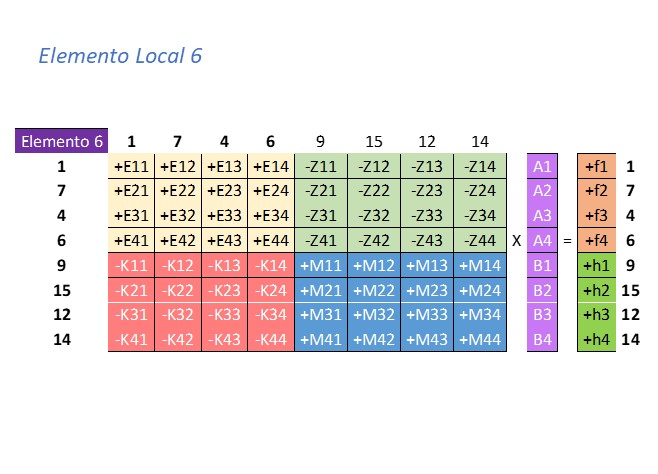 Elemento Local 6
Elemento 6 1 7 4 6 9 15 12 14
1 +E11 +E12 +E13 +E14 -Z11 -Z12 -Z13 -Z14 A1 +f1 1
7 +E21 +E22 +E23 +E24 -Z21 -Z22 -Z23 -Z24 A2 +f2 7
4 +E31 +E32 +E33 +E34 -Z31 -Z32 -Z33 -Z34 A3 +f3 4
6 +E41 +E42 +E43 +E44 -Z41 -Z42 -Z43 -Z44 X A4 = +f4 6
9 -K11 -K12 -K13 -K14 +M11 +M12 +M13 +M14 B1 +h1 9
15 -K21 -K22 -K23 -K24 +M21 +M22 +M23 +M24 B2 +h2 15
12 -K31 -K32 -K33 -K34 +M31 +M32 +M33 +M34 B3 +h3 12
14 -K41 -K42 -K43 -K44 +M41 +M42 +M43 +M44 B4 +h4 14